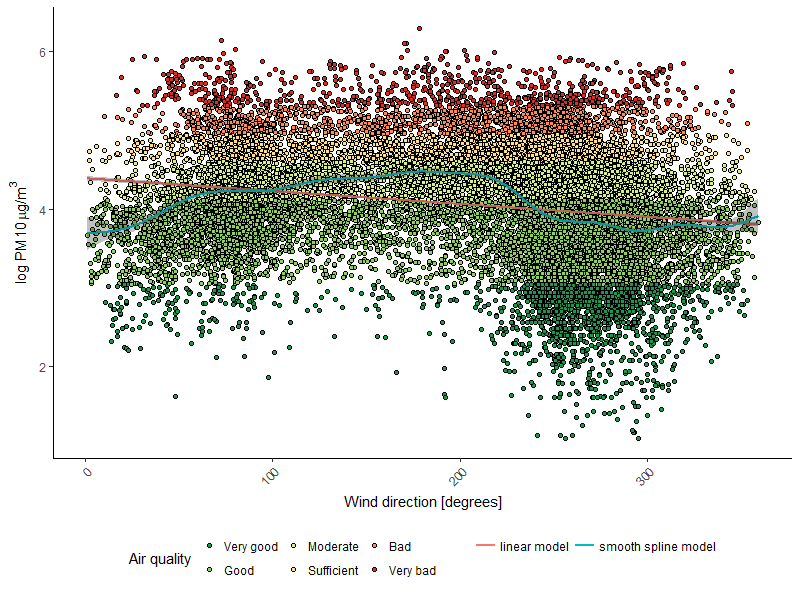 6
4
2
log PM10 μg/m³
0
100
200
300
Wind direction [degrees]
Air quality
Very good
Moderate
Bad
linear model
smooth spline model
Good
Sufficient
Very bad